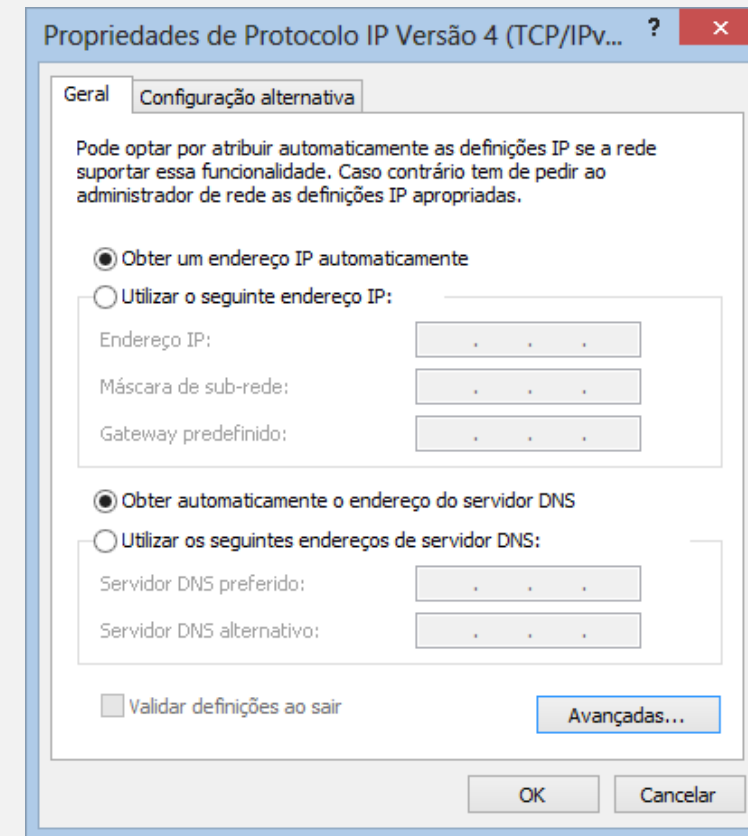 Propriedades de Protocolo IP Versão 4 (TCP/IPv...
?
×
Geral
Configuração alternativa
Pode optar por atribuir automaticamente as definições IP se a rede
suportar essa funcionalidade. Caso contrário tem de pedir ao
administrador de rede as definições IP apropriadas.
Obter um endereço IP automaticamente
Utilizar o seguinte endereço IP:
Endereço IP:
. . .
Máscara de sub-rede:
. . .
Gateway predefinido:
. . .
Obter automaticamente o endereço do servidor DNS
Utilizar os seguintes endereços de servidor DNS:
Servidor DNS preferido:
. . .
Servidor DNS alternativo:
. . .
Validar definições ao sair
Avançadas...
OK
Cancelar